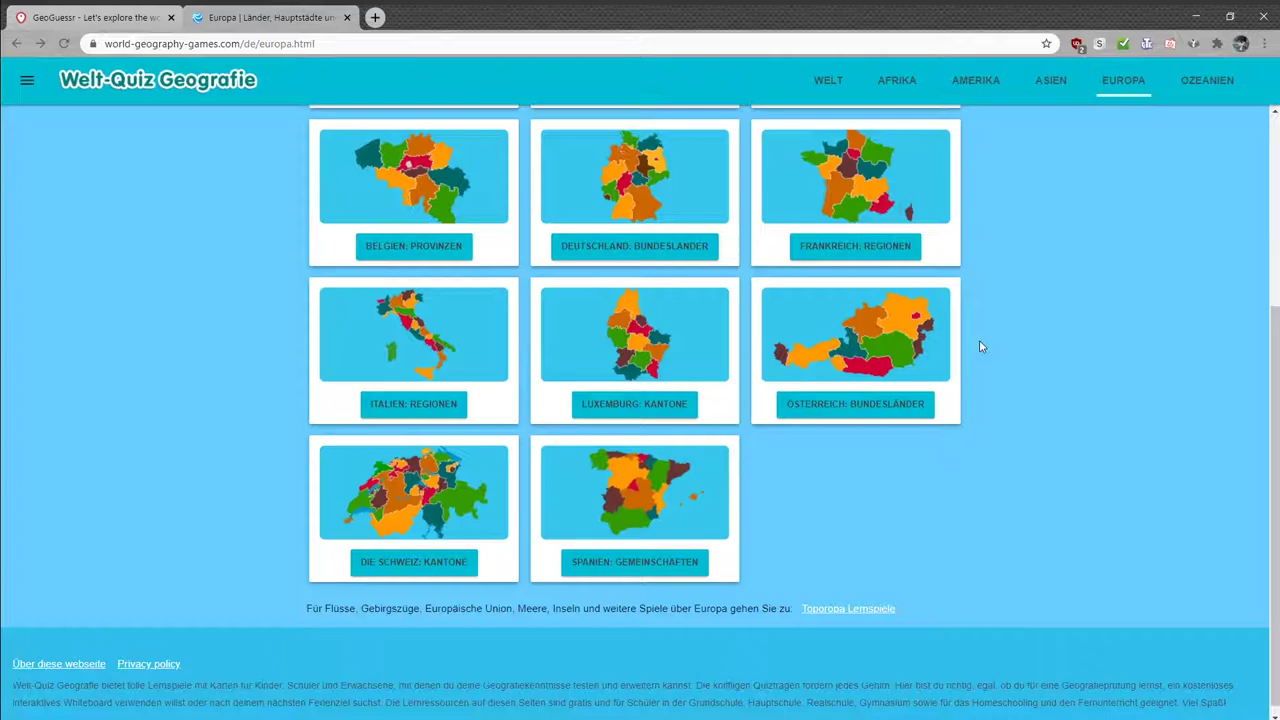 GeoGuessr - Let's explore the wo
Europa | Länder, Hauptstädte un
world-geography-games.com/de/europa.html
2
Welt-Quiz Geografie
WELT
AFRIKA
AMERIKA
ASIEN
EUROPA
OZEANIEN
BELGIEN: PROVINZEN
DEUTSCHLAND: BUNDESLÄNDER
FRANKREICH: REGIONEN
ITALIEN: REGIONEN
LUXEMBURG: KANTONE
ÖSTERREICH: BUNDESLÄNDER
DIE SCHWEIZ: KANTONE
SPANIEN: GEMEINSCHAFTEN
Für Flüsse, Gebirgszüge, Europäische Union, Meere, Inseln und weitere Spiele über Europa gehen Sie zu: Toporopa Lernspiele
Über diese webseite Privacy policy
Welt-Quiz Geografie bietet tolle Lernspiele mit Karten für Kinder, Schüler und Erwachsene, mit denen du deine Geografiekenntnisse testen und erweitern kannst. Die kniffligen Quizfragen fordern jedes Gehirn. Hier bist du richtig, egal, ob du für eine Geografieprüfung lernst, ein kostenloses
interaktives Whiteboard verwenden willst oder nach deinem nächsten Ferienziel suchst. Die Lernressourcen auf diesen Seiten sind gratis und für Schüler in der Grundschule, Hauptschule, Realschule, Gymnasium sowie für das Homeschooling und den Fernunterricht geeignet. Viel Spaß!